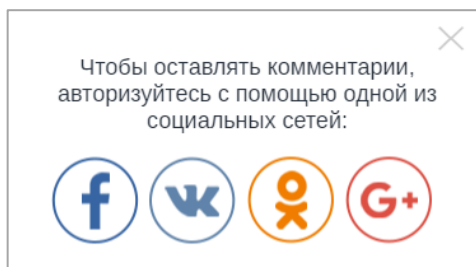 Чтобы оставлять комментарии,
авторизуйтесь с помощью одной из
социальных сетей:
f
G+